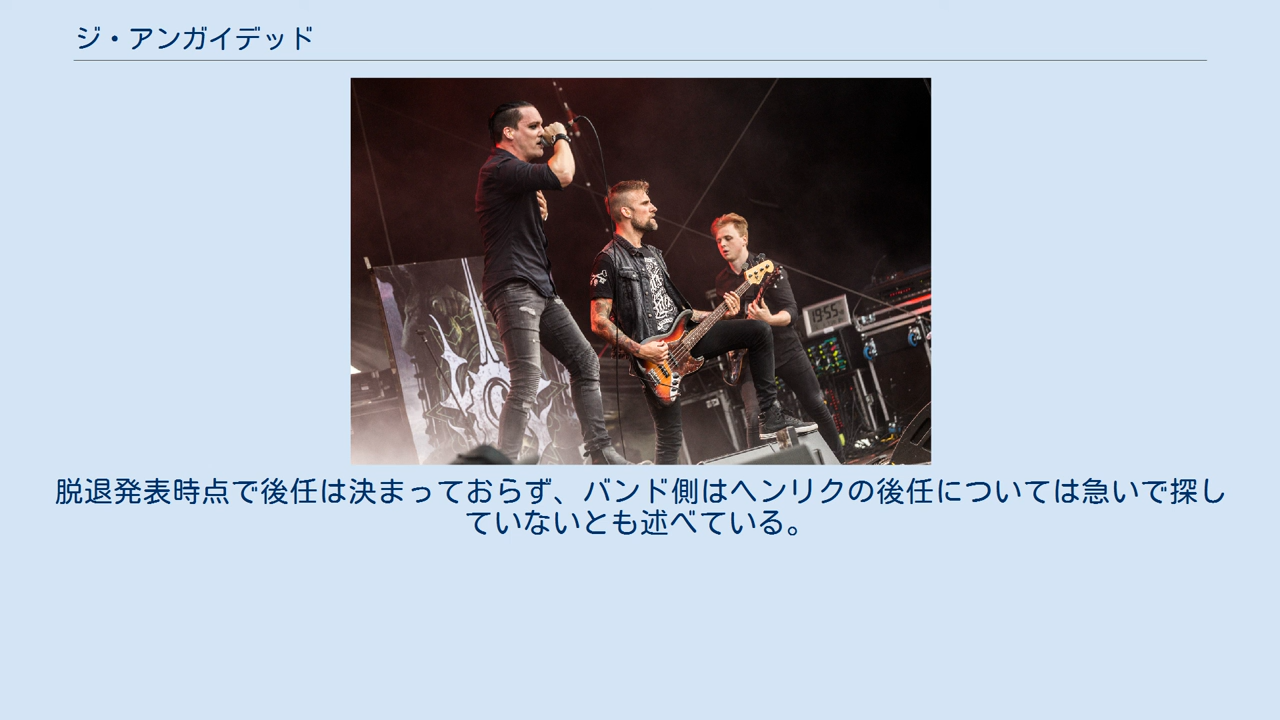 ジ・アンガイデッド
19:55
脱退発表時点で後任は決まっておらず、バンド側はヘンリクの後任については急いで探し
ていないとも述べている。